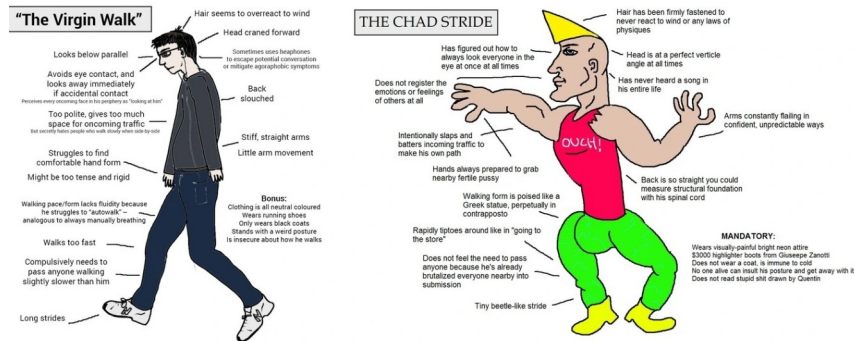 "The Virgin Walk"
Hair seems to overreact to wind
Head craned forward
Looks below parallel
Sometimes uses heaphones
to escape potential conversation
or mitigate agoraphobic symptoms
Avoids eye contact, and
looks away immediately
if accidental contact
Perceives every oncoming face in his periphery as "looking at him"
Back
slouched
Too polite, gives too much
space for oncoming traffic
But secretly hates people who walk slowly when side-by-side
Stiff, straight arms
Little arm movement
Struggles to find
comfortable hand form
Might be too tense and rigid
Walking pace/form lacks fluidity because
he struggles to "autowalk" –
analogous to always manually breathing
Bonus:
Clothing is all neutral coloured
Wears running shoes
Only wears black coats
Stands with a weird posture
Is insecure about how he walks
Walks too fast
Compulsively needs to
pass anyone walking
slightly slower than him
Long strides
THE CHAD STRIDE
Hair has been firmly fastened to
never react to wind or any laws of
physiques
Has figured out how to
always look everyone in the
eye at once at all times
Head is at a perfect verticle
angle at all times
Has never heard a song in
his entire life
Does not register the
emotions or feelings
of others at all
Arms constantly flailing in
confident, unpredictable ways
OUCH!
Intentionally slaps and
batters incoming traffic to
make his own path
Hands always prepared to grab
nearby fertile pussy
Back is so straight you could
measure structural foundation
with his spinal cord
Walking form is poised like a
Greek statue, perpetually in
contrapposto
Rapidly tiptoes around like in "going to
the store"
MANDATORY:
Wears visually-painful bright neon attire
$3000 highlighter boots from Giuseepe Zanotti
Does not wear a coat, is immune to cold
No one alive can insult his posture and get away with it
Does not read stupid shit drawn by Quentin
Does not feel the need to pass
anyone because he's already
brutalized everyone nearby into
submission
Tiny beetle-like stride